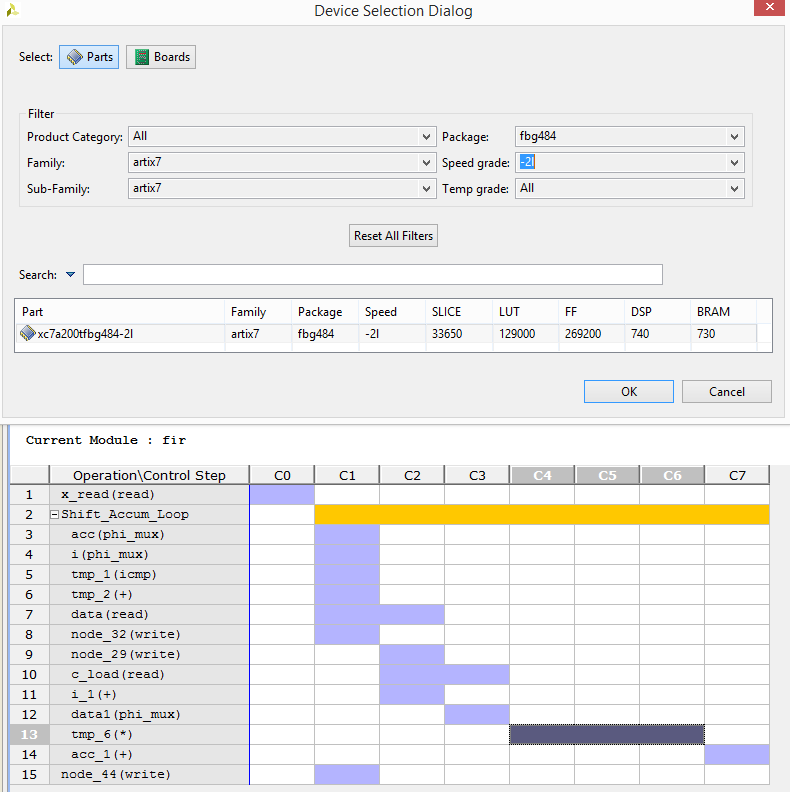 Device Selection Dialog
Select: Parts Boards
Filter
Product Category: All Package: fbg484
Family: artix7 Speed grade: -2I
Sub-Family: artix7 Temp grade: All
Reset All Filters
Search:
Part Family Package Speed SLICE LUT FF DSP BRAM
xc7a200tfbg484-2I artix7 fbg484 -2I 33650 129000 269200 740 730
OK Cancel
Current Module : fir
Operation\Control Step C0 C1 C2 C3 C4 C5 C6 C7
1 x_read(read)
2 Shift_Accum_Loop
3 acc(phi_mux)
4 i(phi_mux)
5 tmp_1(icmp)
6 tmp_2(+)
7 data(read)
8 node_32(write)
9 node_29(write)
10 c_load(read)
11 i_1(+)
12 data1(phi_mux)
13 tmp_6(*)
14 acc_1(+)
15 node_44(write)